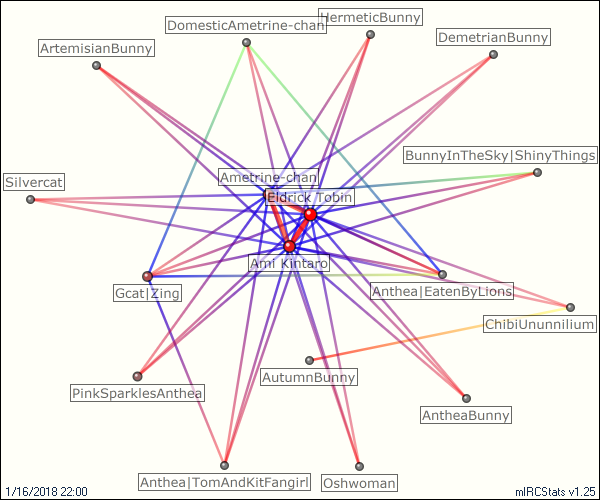 HermeticBunny
DomesticAmetrine-chan
DemetrianBunny
ArtemisianBunny
BunnyInTheSky|ShinyThings
Ametrine-chan
Silvercat
Eldrick Tobin
Ami Kintaro
Gcat|Zing
Anthea|EatenByLions
ChibiUnunnilium
AutumnBunny
PinkSparklesAnthea
AntheaBunny
Anthea|TomAndKitFangirl
Oshwoman
1/16/2018 22:00
mIRCStats v1.25